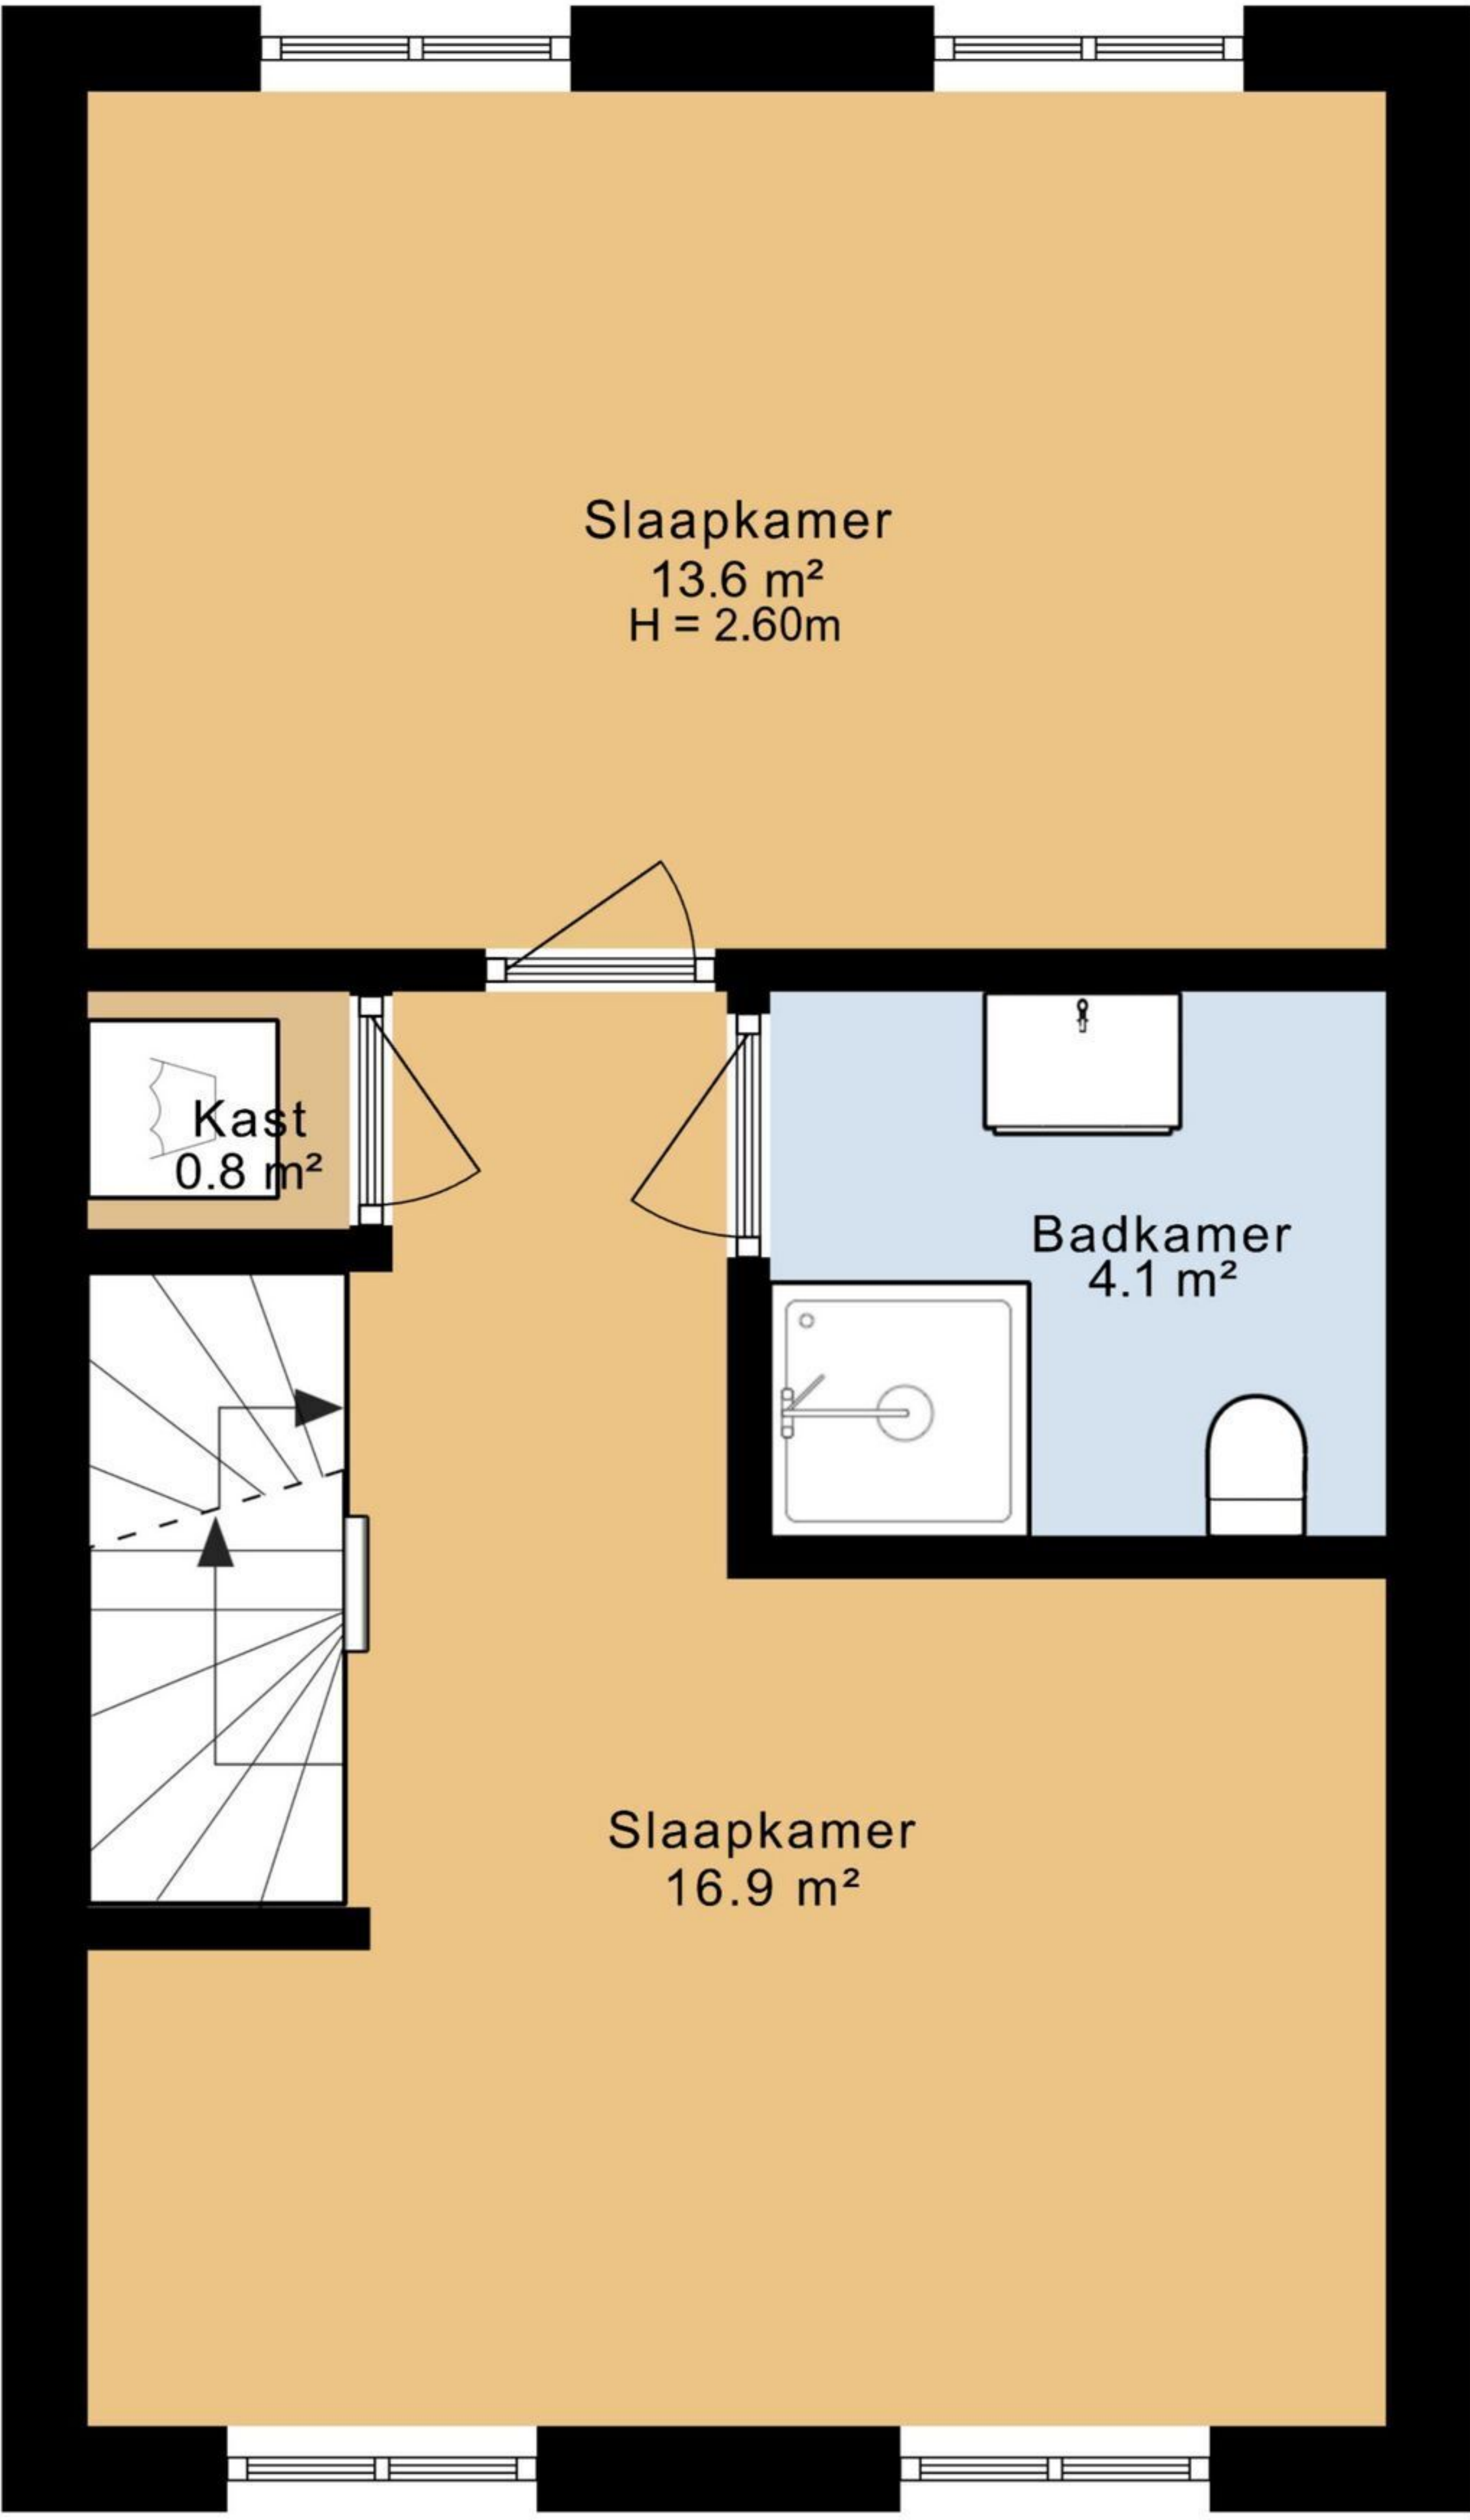 Slaapkamer
13.6 m²
H = 2.60m
Kast
0.8 m²
Badkamer
4.1 m²
Slaapkamer
16.9 m²